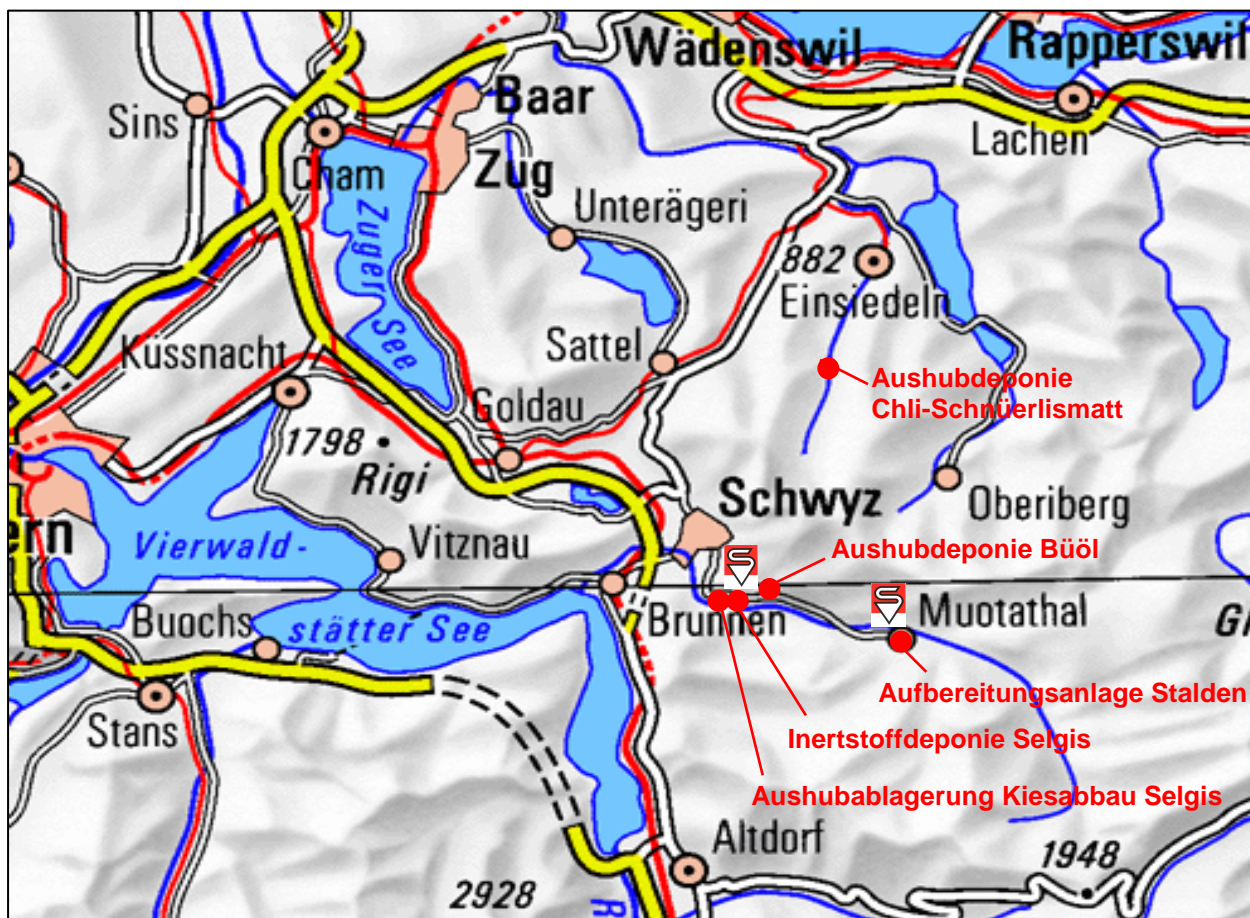 Wädenswil
Rapperswil
Baar
Sins
Lachen
Cham
Zug
Zuger
See
Unterägeri
882
Einsiedeln
Küssnacht
Sattel
Aushubdeponie
Chli-Schnüerlismatt
Goldau
1798
Rigi
Schwyz
Oberiberg
ern
Vierwald-
Vitznau
Aushubdeponie Büöl
S
S
Buochs
stätter See
Brunnen
Muotathal
Gl
Stans
Aufbereitungsanlage Stalden
Inertstoffdeponie Selgis
Aushubablagerung Kiesabbau Selgis
Altdorf
1948
2928
R